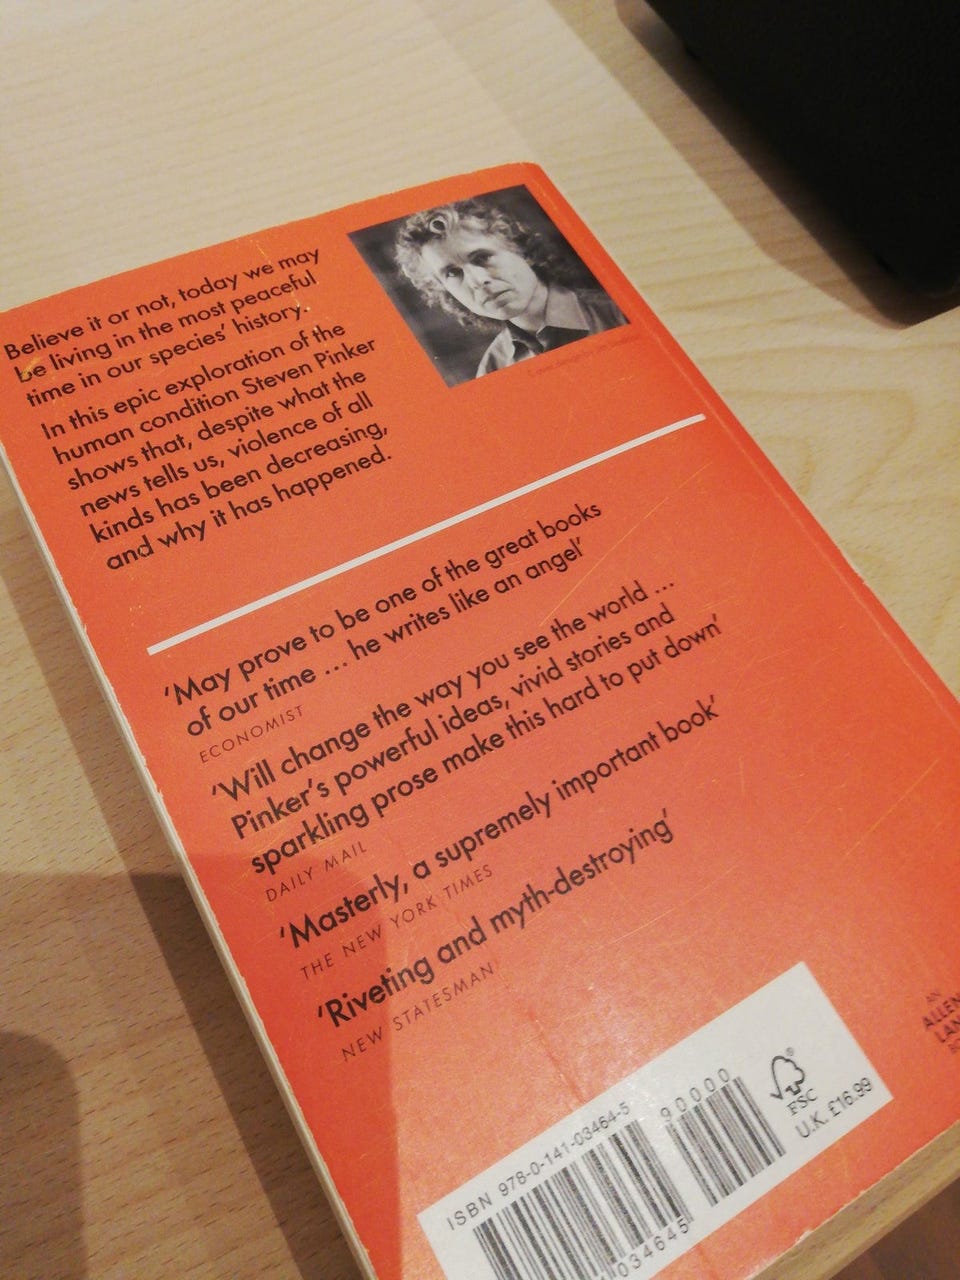 Believe it or not, today we may
be living in the most peaceful
time in our species' history.
In this epic exploration of the
human condition Steven Pinker
shows that, despite what the
news tells us, violence of all
kinds has been decreasing,
and why it has happened.
'May prove to be one of the great books
of our time ... he writes like an angel'
ECONOMIST
'Will change the way you see the world ...
Pinker's powerful ideas, vivid stories and
sparkling prose make this hard to put down'
DAILY MAIL
'Masterly, a supremely important book'
THE NEW YORK TIMES
'Riveting and myth-destroying'
NEW STATESMAN
AN
ALLEN
LAN
ISBN 978-0-141-03464-5
90000
FSC
®
U.K. £16.99
034645